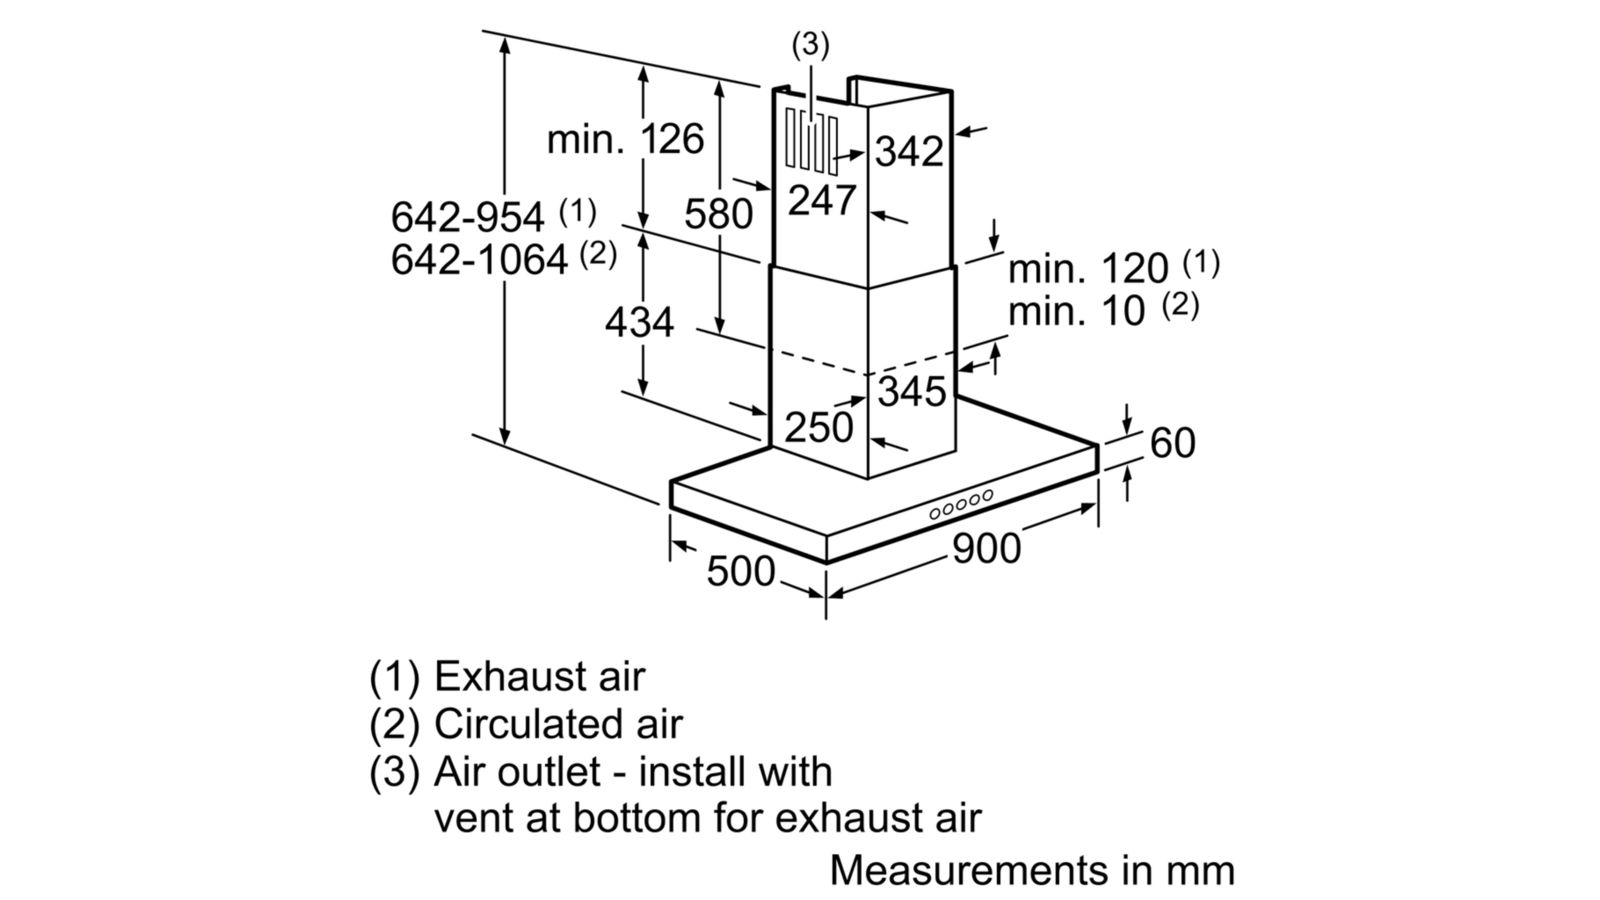 (3)
min. 126
342
247
580
642-954 (1)
642-1064 (2)
min. 120 (1)
min. 10 (2)
434
345
250
60
900
500
(1) Exhaust air
(2) Circulated air
(3) Air outlet - install with
vent at bottom for exhaust air
Measurements in mm